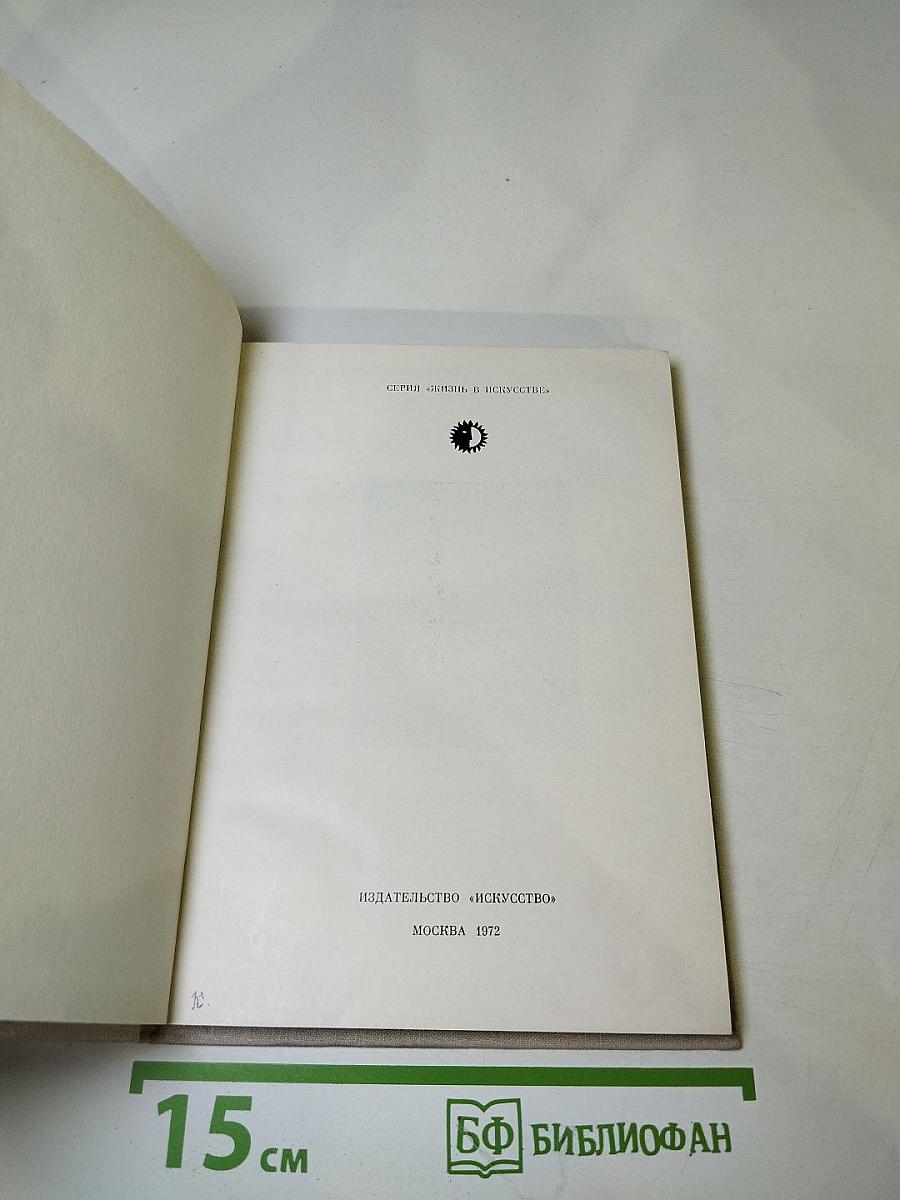 СЕРИЯ «ЖИЗНЬ В ИСКУССТВЕ»
ИЗДАТЕЛЬСТВО «ИСКУССТВО»
МОСКВА 1972
15 см
БФ БИБЛИОФАН